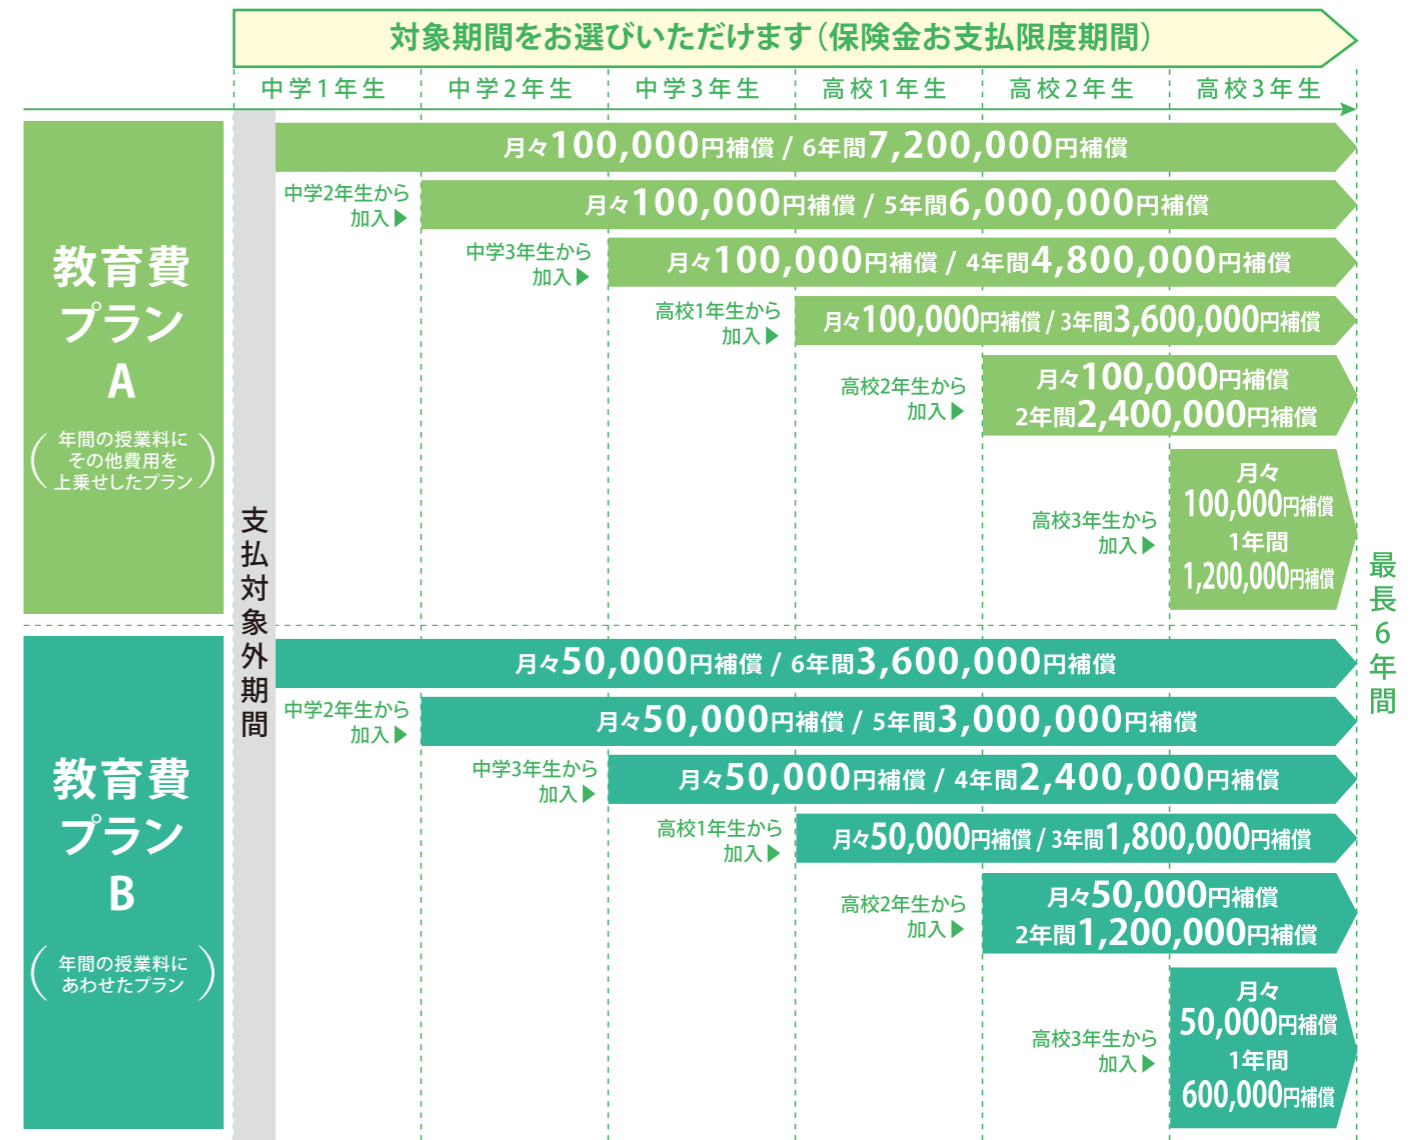 対象期間をお選びいただけます（保険金お支払限度期間）
中学1年生
中学2年生
中学3年生
高校1年生
高校2年生
高校3年生
支払対象外期間
最長6年間
教育費
プラン
A
（年間の授業料に
その他費用を
上乗せしたプラン）
月々100,000円補償 / 6年間7,200,000円補償
中学2年生から
加入▶
月々100,000円補償 / 5年間6,000,000円補償
中学3年生から
加入▶
月々100,000円補償 / 4年間4,800,000円補償
高校1年生から
加入▶
月々100,000円補償 / 3年間3,600,000円補償
高校2年生から
加入▶
月々100,000円補償
2年間2,400,000円補償
高校3年生から
加入▶
月々
100,000円補償
1年間
1,200,000円補償
教育費
プラン
B
（年間の授業料に
あわせたプラン）
月々50,000円補償 / 6年間3,600,000円補償
中学2年生から
加入▶
月々50,000円補償 / 5年間3,000,000円補償
中学3年生から
加入▶
月々50,000円補償 / 4年間2,400,000円補償
高校1年生から
加入▶
月々50,000円補償 / 3年間1,800,000円補償
高校2年生から
加入▶
月々50,000円補償
2年間1,200,000円補償
高校3年生から
加入▶
月々
50,000円補償
1年間
600,000円補償